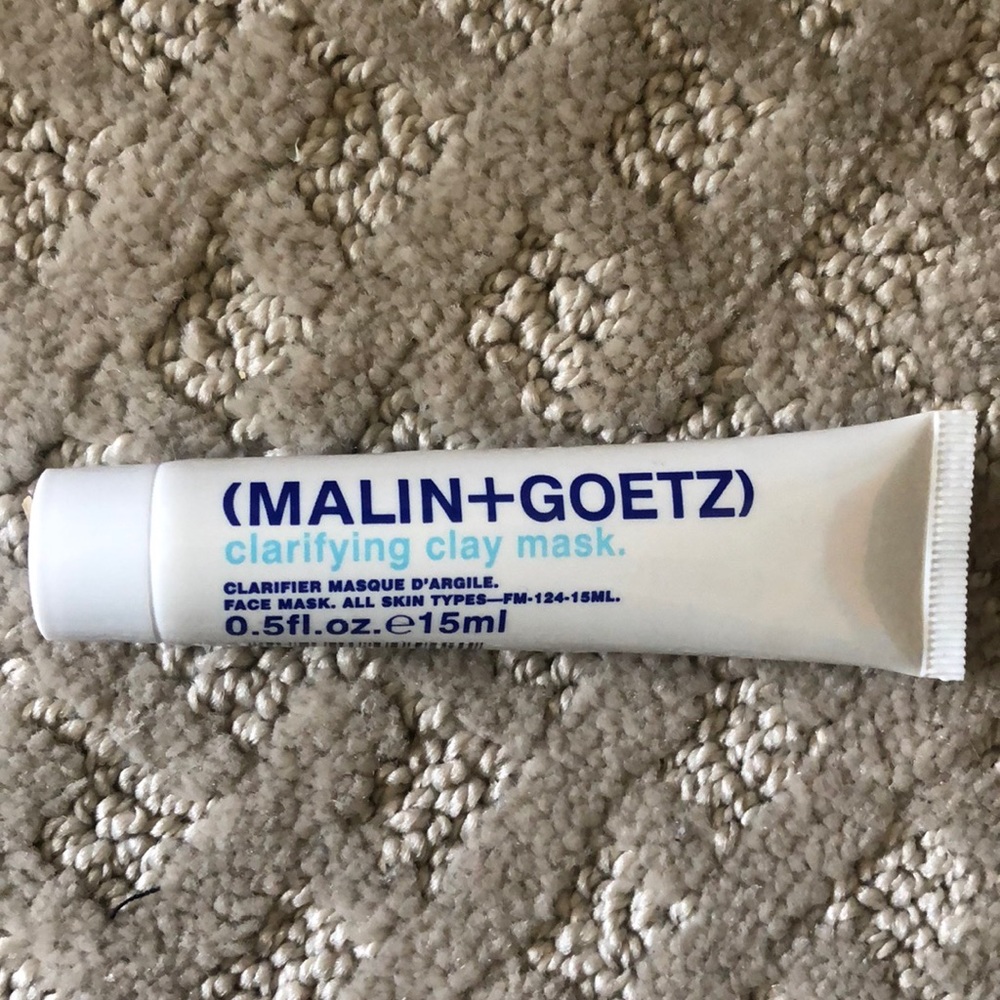 (MALIN+GOETZ)
clarifying clay mask.
CLARIFIER MASQUE D'ARGILE.
FACE MASK. ALL SKIN TYPES—FM-124-15ML.
0.5fl.oz.℮15ml